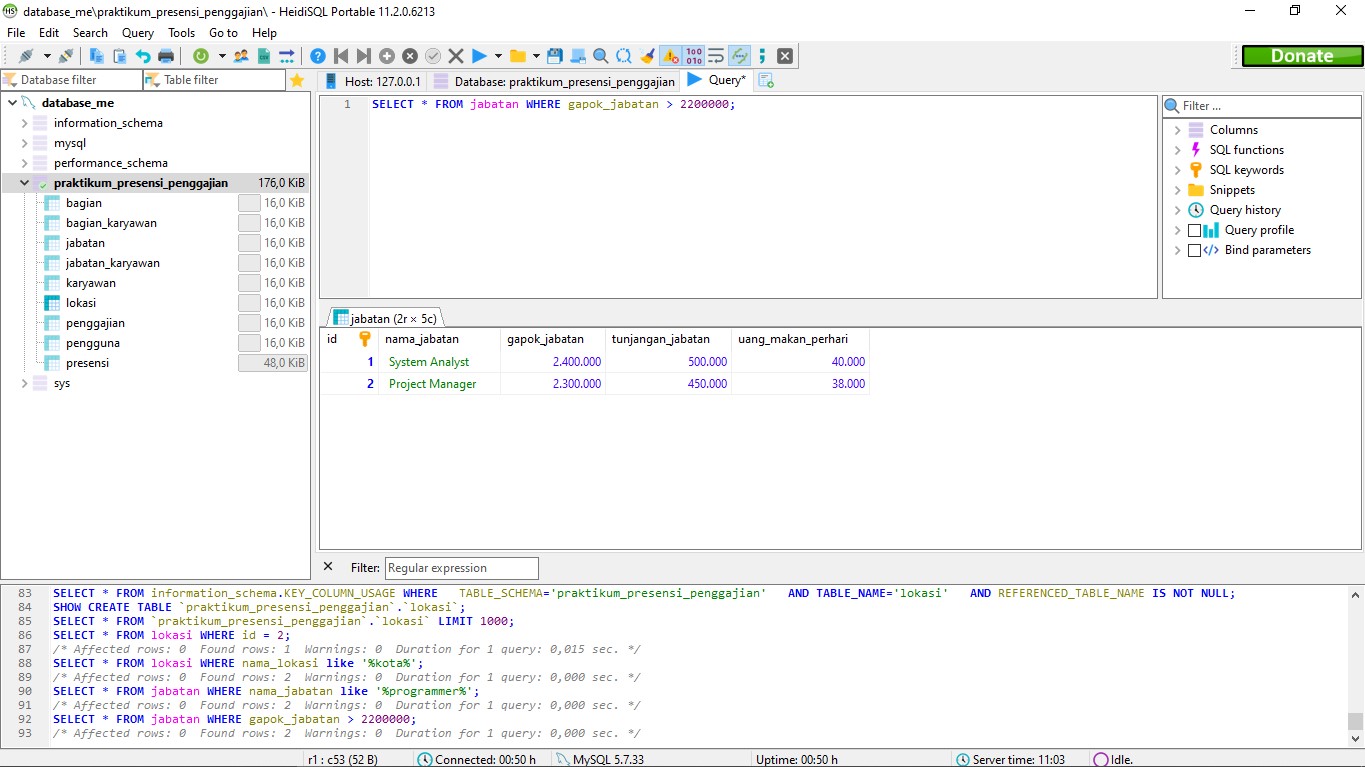 HS database_me\praktikum_presensi_penggajian\ - HeidiSQL Portable 11.2.0.6213
File Edit Search Query Tools Go to Help
Donate
Database filter Table filter
Host: 127.0.0.1 Database: praktikum_presensi_penggajian Query*
database_me
information_schema
mysql
performance_schema
praktikum_presensi_penggajian 176,0 KiB
bagian 16,0 KiB
bagian_karyawan 16,0 KiB
jabatan 16,0 KiB
jabatan_karyawan 16,0 KiB
karyawan 16,0 KiB
lokasi 16,0 KiB
penggajian 16,0 KiB
pengguna 16,0 KiB
presensi 48,0 KiB
sys
1 SELECT * FROM jabatan WHERE gapok_jabatan > 2200000;
Filter ...
Columns
SQL functions
SQL keywords
Snippets
Query history
Query profile
Bind parameters
jabatan (2r × 5c)
id nama_jabatan gapok_jabatan tunjangan_jabatan uang_makan_perhari
1 System Analyst 2.400.000 500.000 40.000
2 Project Manager 2.300.000 450.000 38.000
Filter: Regular expression
83 SELECT * FROM information_schema.KEY_COLUMN_USAGE WHERE TABLE_SCHEMA='praktikum_presensi_penggajian' AND TABLE_NAME='lokasi' AND REFERENCED_TABLE_NAME IS NOT NULL;
84 SHOW CREATE TABLE `praktikum_presensi_penggajian`.`lokasi`;
85 SELECT * FROM `praktikum_presensi_penggajian`.`lokasi` LIMIT 1000;
86 SELECT * FROM lokasi WHERE id = 2;
87 /* Affected rows: 0 Found rows: 1 Warnings: 0 Duration for 1 query: 0,015 sec. */
88 SELECT * FROM lokasi WHERE nama_lokasi like '%kota%';
89 /* Affected rows: 0 Found rows: 2 Warnings: 0 Duration for 1 query: 0,000 sec. */
90 SELECT * FROM jabatan WHERE nama_jabatan like '%programmer%';
91 /* Affected rows: 0 Found rows: 2 Warnings: 0 Duration for 1 query: 0,000 sec. */
92 SELECT * FROM jabatan WHERE gapok_jabatan > 2200000;
93 /* Affected rows: 0 Found rows: 2 Warnings: 0 Duration for 1 query: 0,000 sec. */
r1 : c53 (52 B) Connected: 00:50 h MySQL 5.7.33 Uptime: 00:50 h Server time: 11:03 Idle.